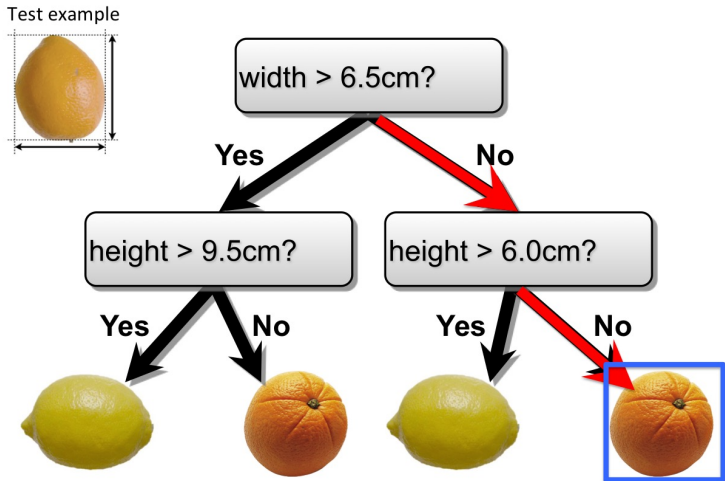 Test example
width > 6.5cm?
Yes
No
height > 9.5cm?
height > 6.0cm?
Yes
No
Yes
No